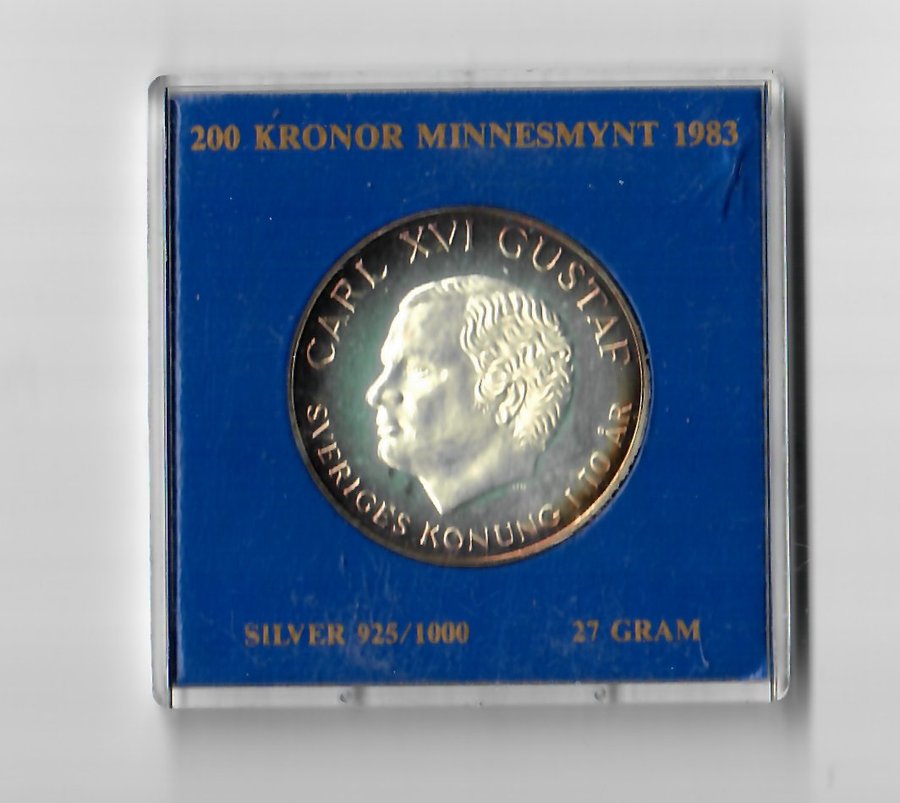 200 KRONOR MINNESMYNT 1983
CARL XVI GUSTAF
SVERIGES KONUNG I 10 ÅR
SILVER 925/1000 27 GRAM